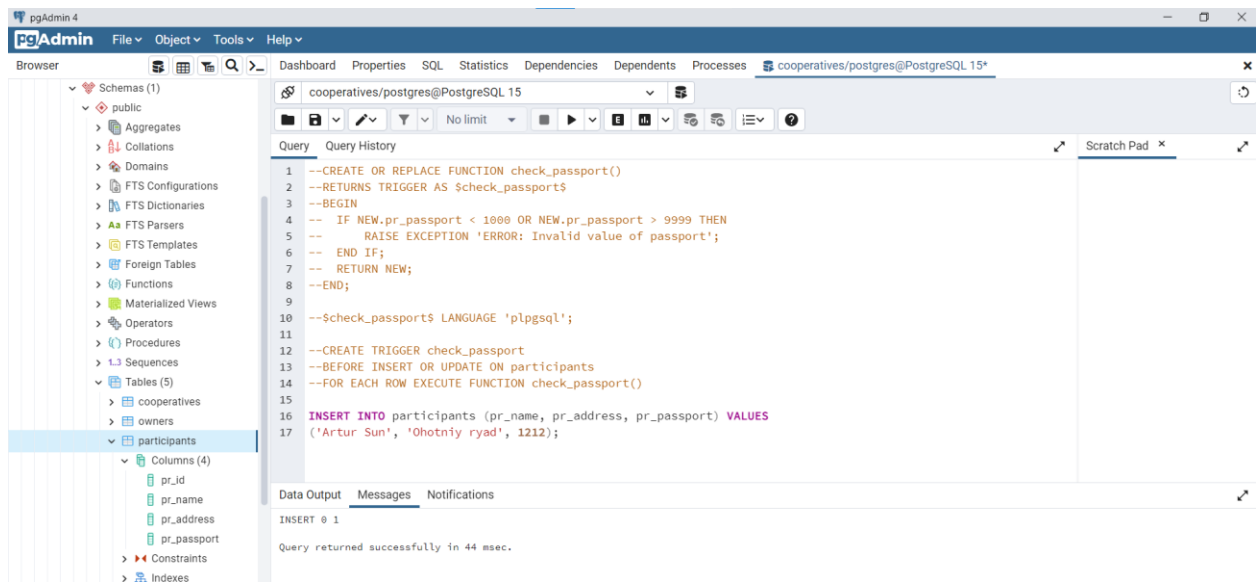 pgAdmin 4
pgAdmin File Object Tools Help
Browser
Dashboard Properties SQL Statistics Dependencies Dependents Processes cooperatives/postgres@PostgreSQL 15*
Schemas (1)
public
Aggregates
Collations
Domains
FTS Configurations
FTS Dictionaries
Aa FTS Parsers
FTS Templates
Foreign Tables
Functions
Materialized Views
Operators
Procedures
1..3 Sequences
Tables (5)
cooperatives
owners
participants
Columns (4)
pr_id
pr_name
pr_address
pr_passport
Constraints
Indexes
cooperatives/postgres@PostgreSQL 15
No limit
Query Query History
Scratch Pad
1 --CREATE OR REPLACE FUNCTION check_passport()
2 --RETURNS TRIGGER AS $check_passport$
3 --BEGIN
4 -- IF NEW.pr_passport < 1000 OR NEW.pr_passport > 9999 THEN
5 -- RAISE EXCEPTION 'ERROR: Invalid value of passport';
6 -- END IF;
7 -- RETURN NEW;
8 --END;
9
10 --$check_passport$ LANGUAGE 'plpgsql';
11
12 --CREATE TRIGGER check_passport
13 --BEFORE INSERT OR UPDATE ON participants
14 --FOR EACH ROW EXECUTE FUNCTION check_passport()
15
16 INSERT INTO participants (pr_name, pr_address, pr_passport) VALUES
17 ('Artur Sun', 'Ohotniy ryad', 1212);
Data Output Messages Notifications
INSERT 0 1
Query returned successfully in 44 msec.